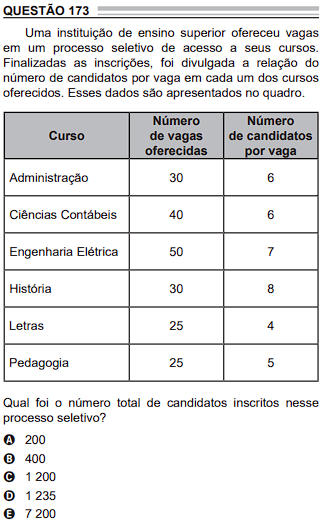 QUESTÃO 173
Uma instituição de ensino superior ofereceu vagas
em um processo seletivo de acesso a seus cursos.
Finalizadas as inscrições, foi divulgada a relação do
número de candidatos por vaga em cada um dos cursos
oferecidos. Esses dados são apresentados no quadro.
Curso Número de vagas oferecidas Número de candidatos por vaga
Administração 30 6
Ciências Contábeis 40 6
Engenharia Elétrica 50 7
História 30 8
Letras 25 4
Pedagogia 25 5
Qual foi o número total de candidatos inscritos nesse
processo seletivo?
A 200
B 400
C 1 200
D 1 235
E 7 200